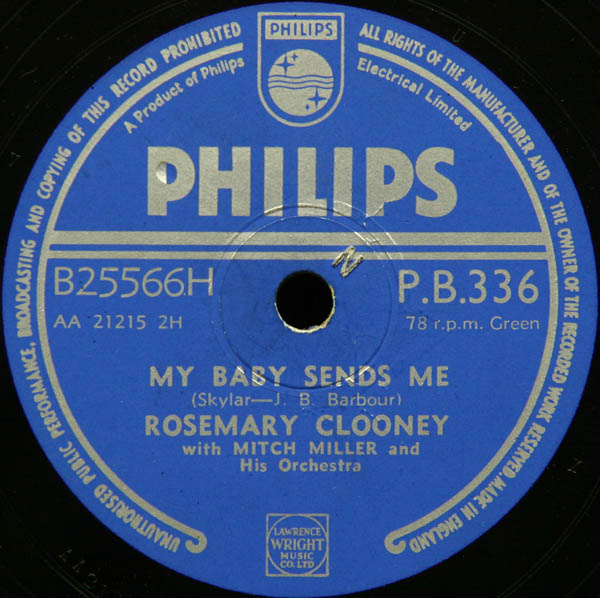 UNAUTHORISED PUBLIC PERFORMANCE, BROADCASTING AND COPYING OF THIS RECORD PROHIBITED
ALL RIGHTS OF THE MANUFACTURER AND OF THE OWNER OF THE RECORDED WORK RESERVED. MADE IN ENGLAND
PHILIPS
A Product of Philips
Electrical Limited
PHILIPS
B25566.H
P.B.336
AA 21215 2H
78 r.p.m. Green
N
MY BABY SENDS ME
(Skylar—J. B. Barbour)
ROSEMARY CLOONEY
with MITCH MILLER and
His Orchestra
LAWRENCE
WRIGHT
MUSIC
CO. LTD